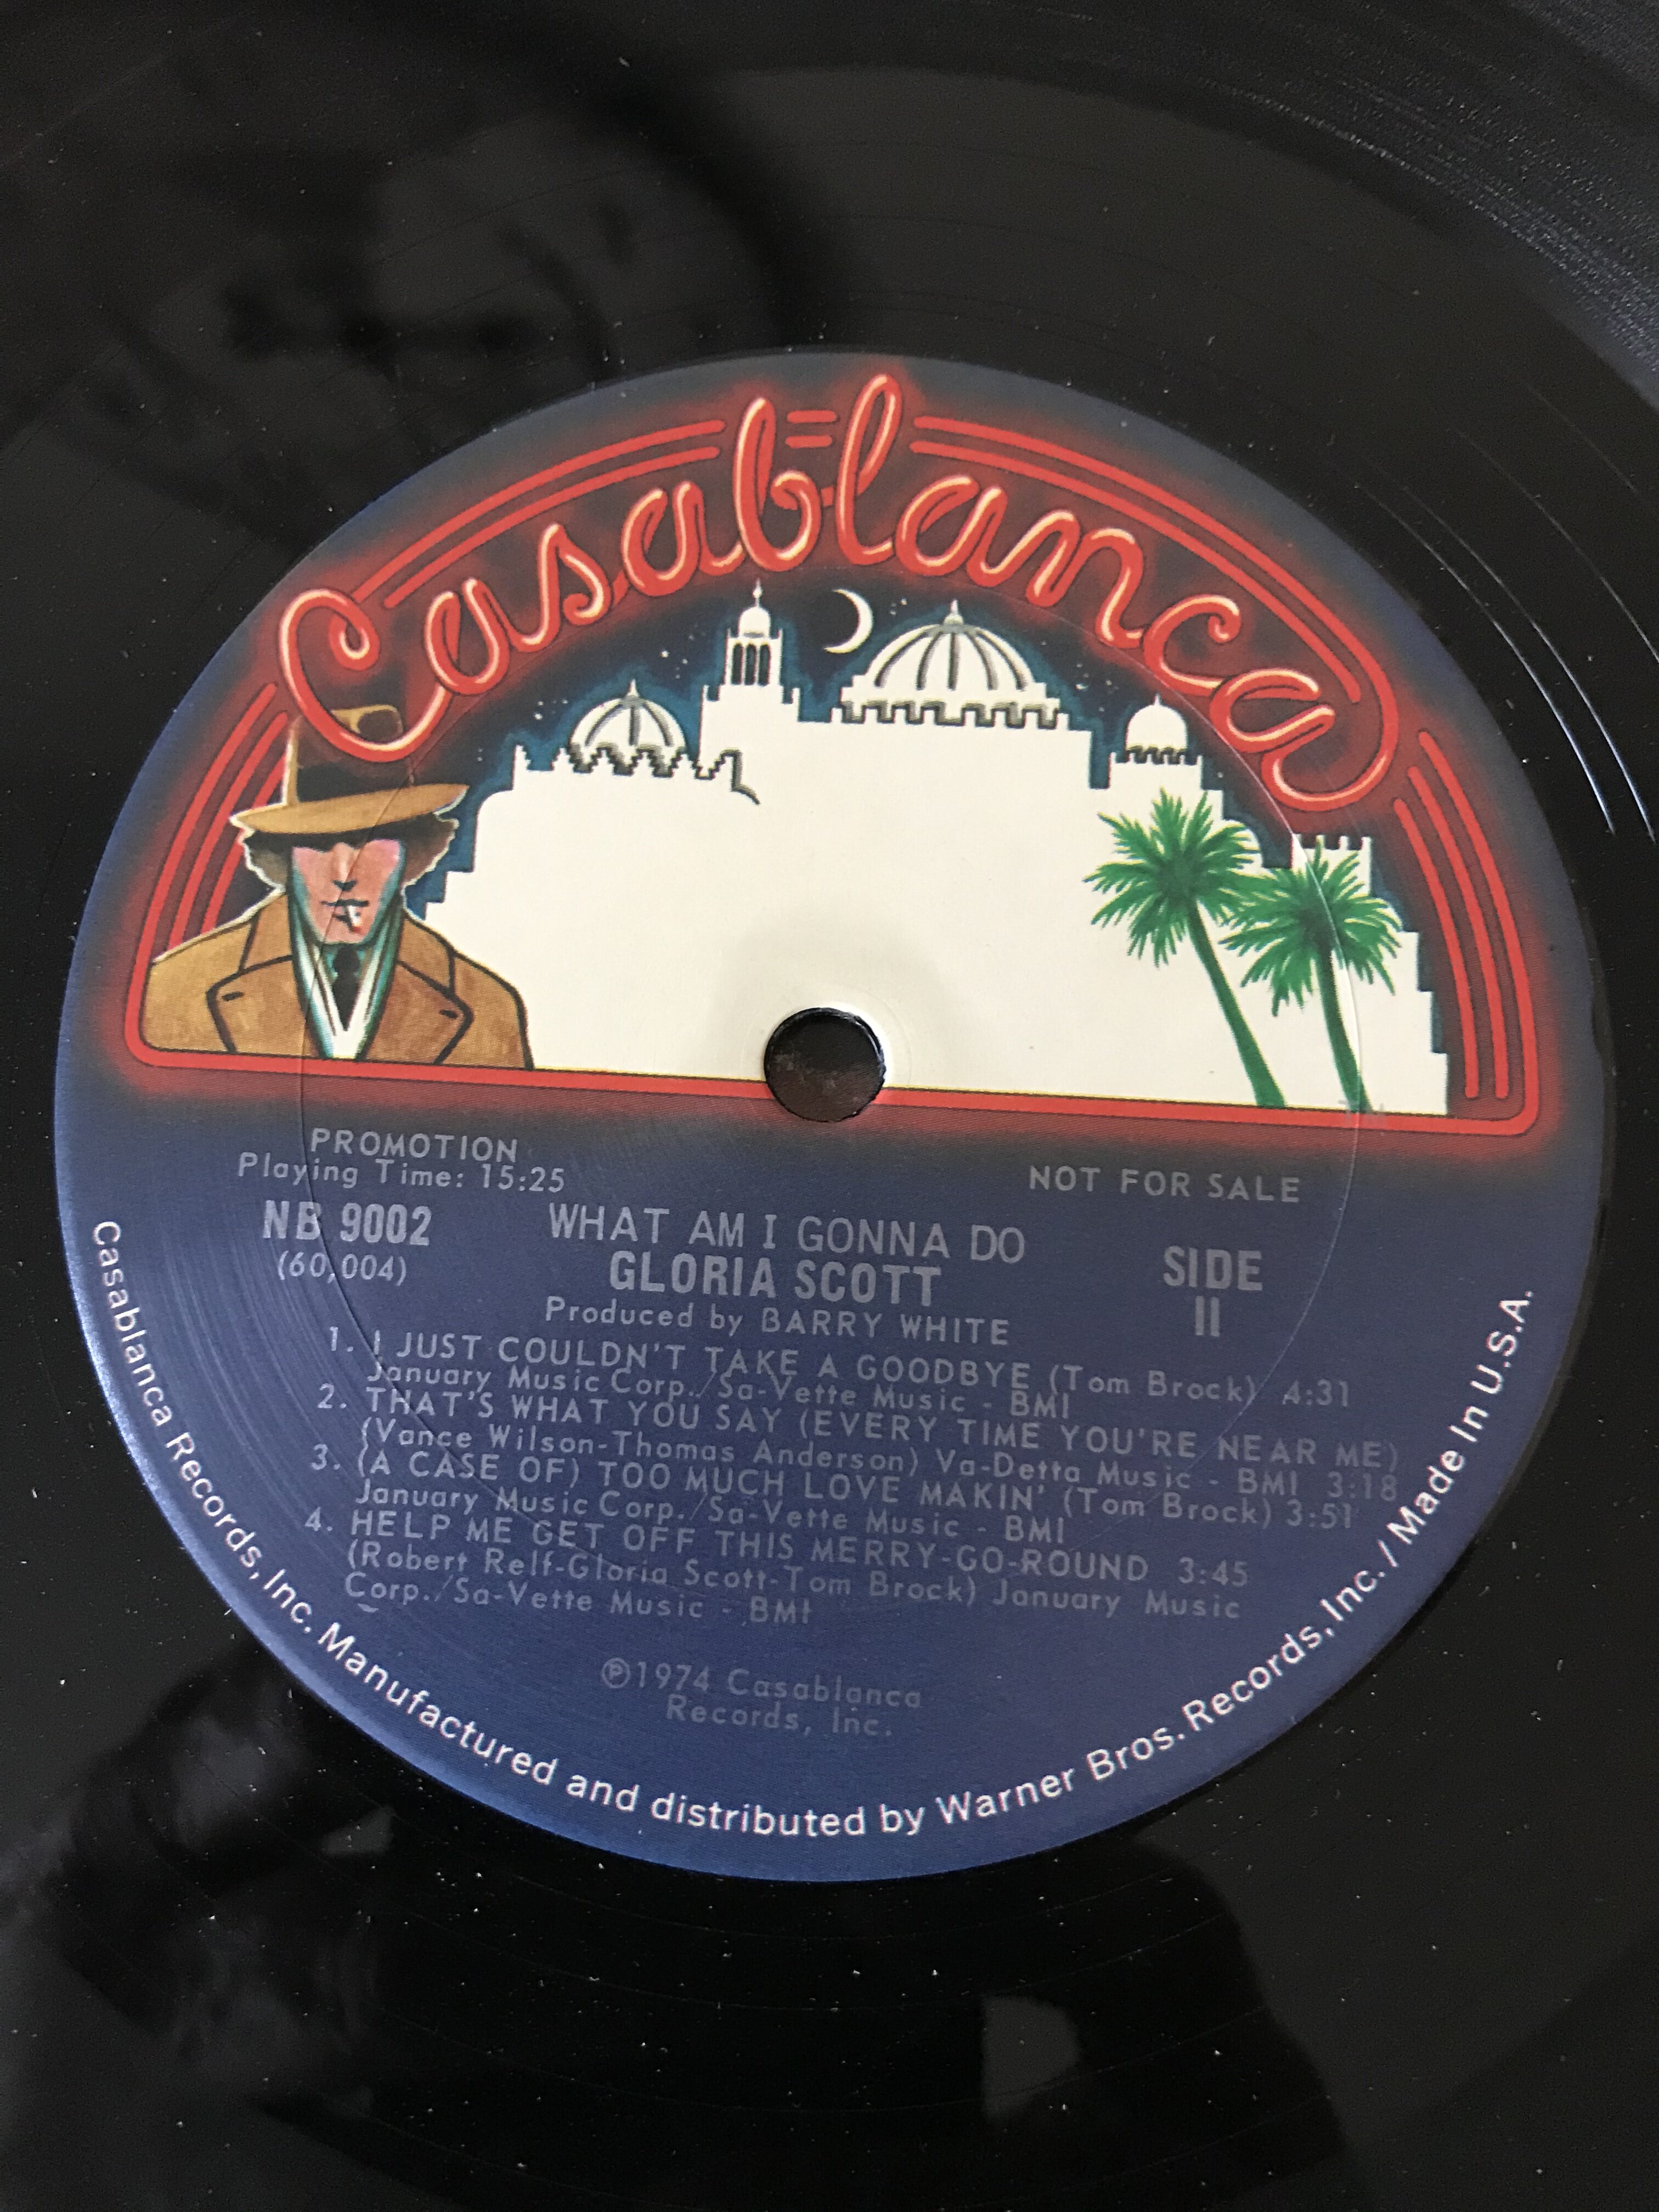 Casablanca
PROMOTION
Playing Time: 15:25
NOT FOR SALE
NB 9002
(60,004)
WHAT AM I GONNA DO
GLORIA SCOTT
Produced by BARRY WHITE
SIDE
II
1. I JUST COULDN'T TAKE A GOODBYE (Tom Brock) 4:31
January Music Corp./Sa-Vette Music - BMI
2. THAT'S WHAT YOU SAY (EVERY TIME YOU'RE NEAR ME)
(Vance Wilson-Thomas Anderson) Va-Detta Music - BMI 3:18
3. (A CASE OF) TOO MUCH LOVE MAKIN' (Tom Brock) 3:51
January Music Corp./Sa-Vette Music - BMI
4. HELP ME GET OFF THIS MERRY-GO-ROUND 3:45
(Robert Relf-Gloria Scott-Tom Brock) January Music
Corp./Sa-Vette Music - BMI
℗1974 Casablanca
Records, Inc.
Casablanca Records, Inc. Manufactured and distributed by Warner Bros. Records, Inc. / Made In U.S.A.